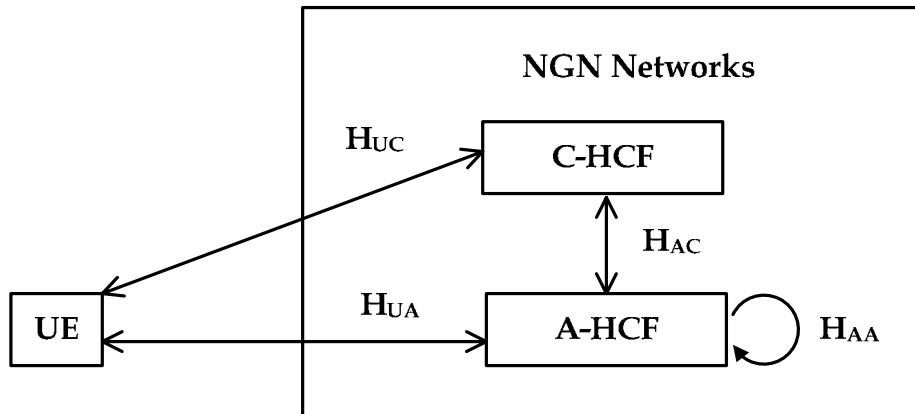 NGN Networks
HUC
C-HCF
HAC
HUA
UE
A-HCF
HAA